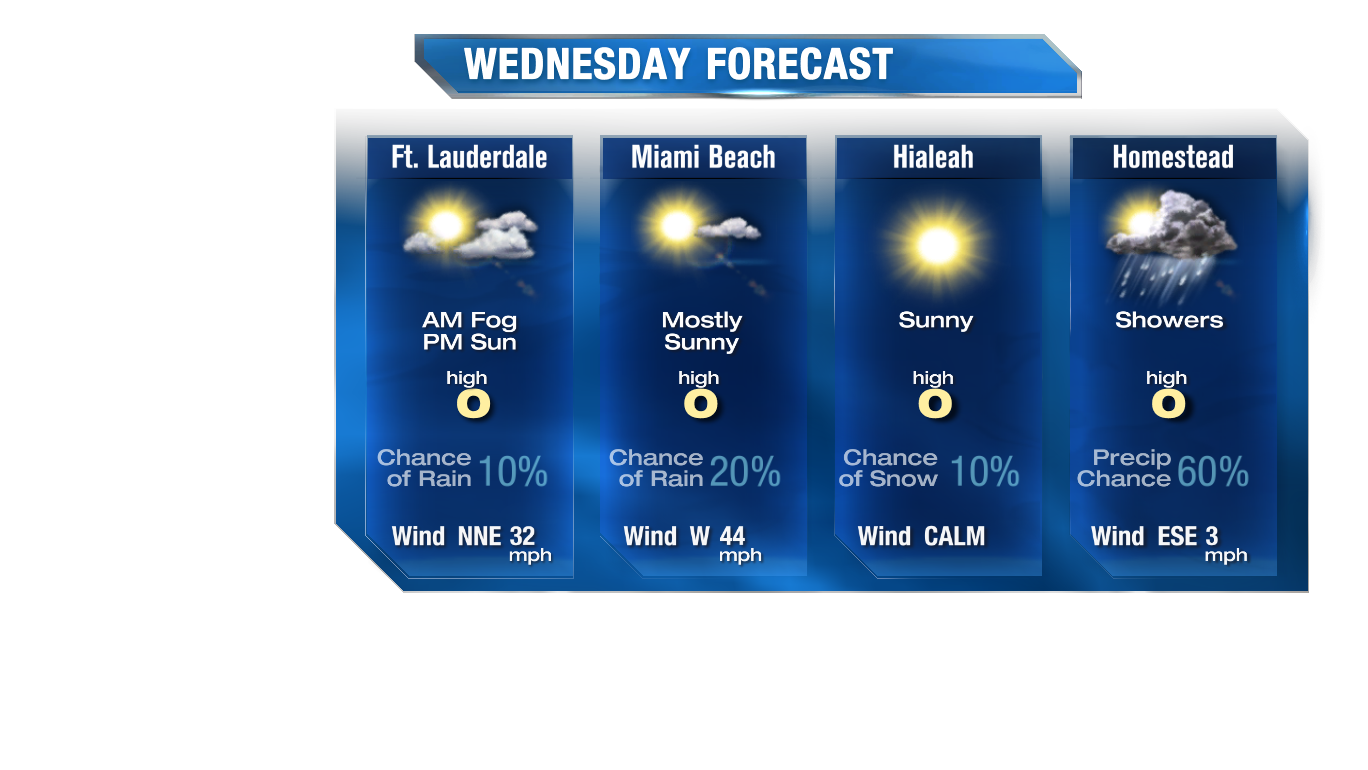 WEDNESDAY FORECAST
Ft. Lauderdale
AM Fog
PM Sun
high
0
Chance
of Rain 10%
Wind NNE 32
mph
Miami Beach
Mostly
Sunny
high
0
Chance
of Rain 20%
Wind W 44
mph
Hialeah
Sunny
high
0
Chance
of Snow 10%
Wind CALM
Homestead
Showers
high
0
Precip
Chance 60%
Wind ESE 3
mph